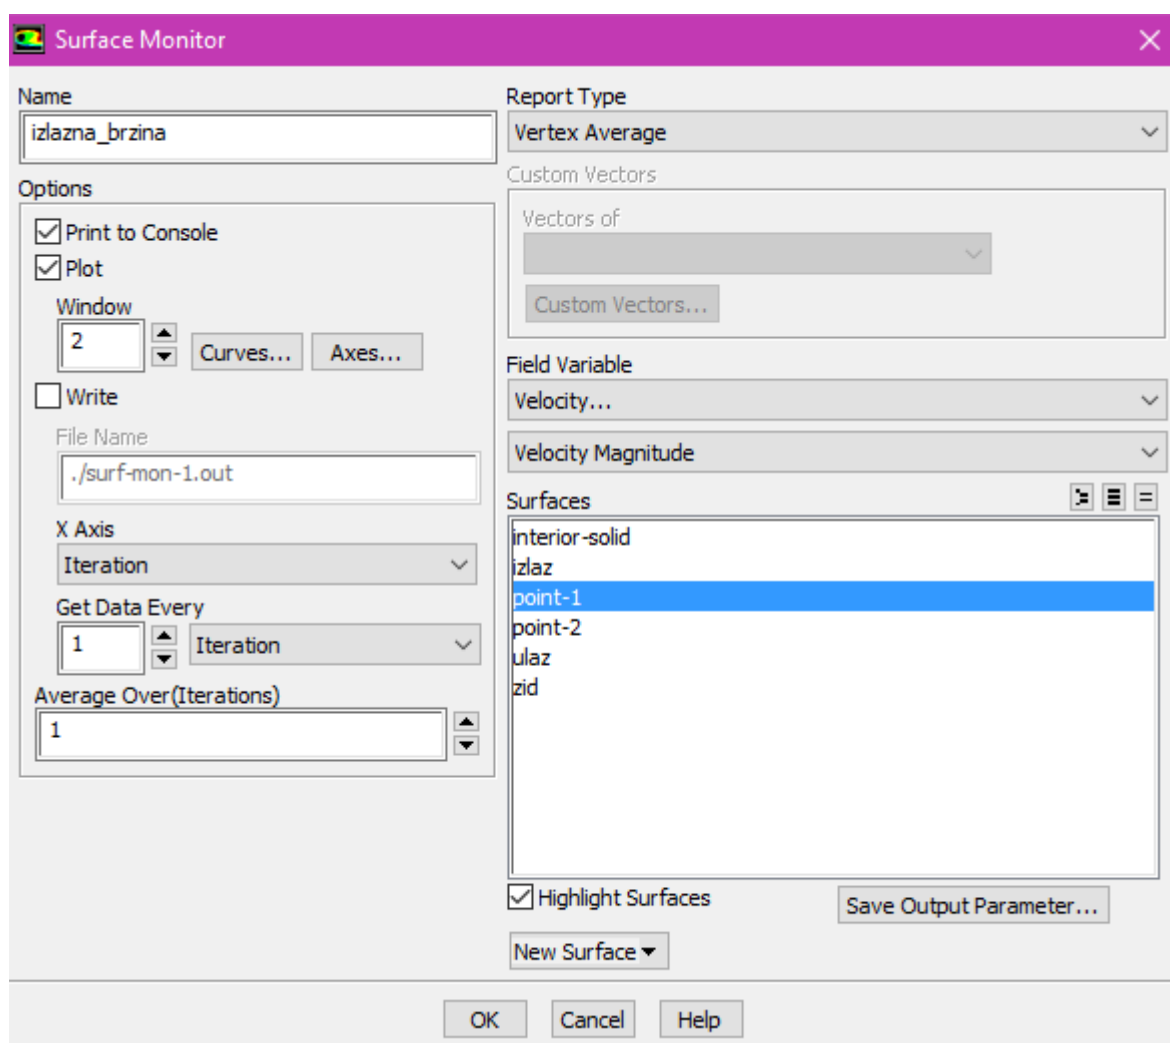 Surface Monitor
Name
izlazna_brzina
Options
Print to Console
Plot
Window
2
Curves...
Axes...
Write
File Name
./surf-mon-1.out
X Axis
Iteration
Get Data Every
1
Iteration
Average Over(Iterations)
1
Report Type
Vertex Average
Custom Vectors
Vectors of
Custom Vectors...
Field Variable
Velocity...
Velocity Magnitude
Surfaces
interior-solid
izlaz
point-1
point-2
ulaz
zid
Highlight Surfaces
Save Output Parameter...
New Surface
OK
Cancel
Help